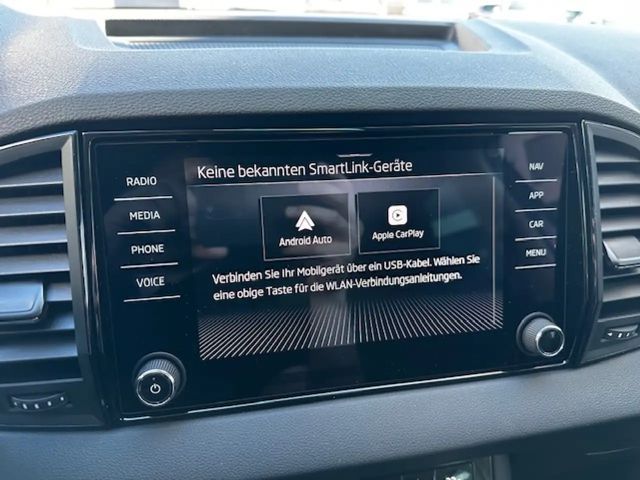 Keine bekannten SmartLink-Geräte
RADIO
MEDIA
PHONE
VOICE
Android Auto
Apple CarPlay
Verbinden Sie Ihr Mobilgerät über ein USB-Kabel. Wählen Sie
eine obige Taste für die WLAN-Verbindungsanleitungen.
NAV
APP
CAR
MENU